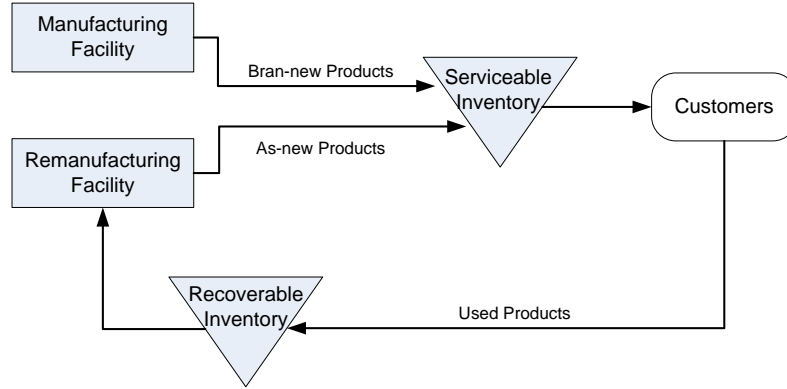 Manufacturing
Facility
Bran-new Products
Serviceable
Inventory
Customers
Remanufacturing
Facility
As-new Products
Recoverable
Inventory
Used Products